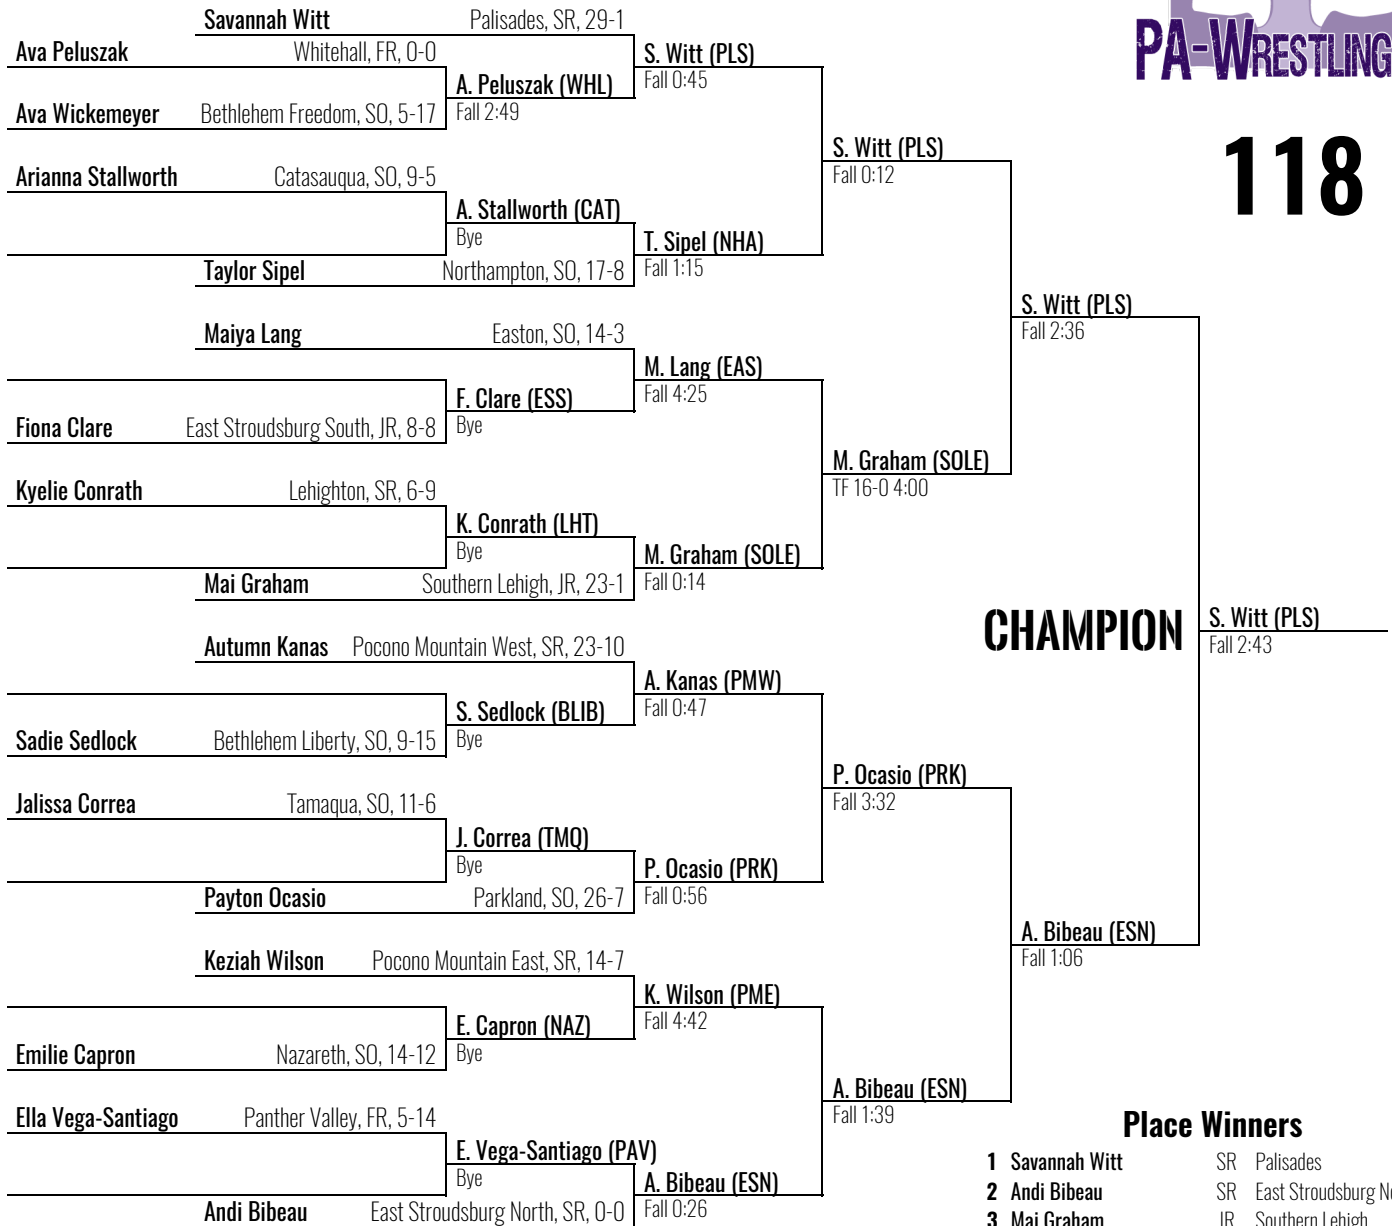 PA-WRESTLING
118
Savannah Witt Palisades, SR, 29-1
Ava Peluszak Whitehall, FR, 0-0
S. Witt (PLS)
Fall 0:45
A. Peluszak (WHL)
Fall 2:49
Ava Wickemeyer Bethlehem Freedom, SO, 5-17
S. Witt (PLS)
Fall 0:12
Arianna Stallworth Catasauqua, SO, 9-5
A. Stallworth (CAT)
Bye
T. Sipel (NHA)
Fall 1:15
Taylor Sipel Northampton, SO, 17-8
S. Witt (PLS)
Fall 2:36
Maiya Lang Easton, SO, 14-3
M. Lang (EAS)
Fall 4:25
F. Clare (ESS)
Bye
Fiona Clare East Stroudsburg South, JR, 8-8
M. Graham (SOLE)
TF 16-0 4:00
Kyelie Conrath Lehighton, SR, 6-9
K. Conrath (LHT)
Bye
M. Graham (SOLE)
Fall 0:14
Mai Graham Southern Lehigh, JR, 23-1
CHAMPION
S. Witt (PLS)
Fall 2:43
Autumn Kanas Pocono Mountain West, SR, 23-10
A. Kanas (PMW)
Fall 0:47
S. Sedlock (BLIB)
Bye
Sadie Sedlock Bethlehem Liberty, SO, 9-15
P. Ocasio (PRK)
Fall 3:32
Jalissa Correa Tamaqua, SO, 11-6
J. Correa (TMQ)
Bye
P. Ocasio (PRK)
Fall 0:56
Payton Ocasio Parkland, SO, 26-7
A. Bibeau (ESN)
Fall 1:06
Keziah Wilson Pocono Mountain East, SR, 14-7
K. Wilson (PME)
Fall 4:42
E. Capron (NAZ)
Bye
Emilie Capron Nazareth, SO, 14-12
A. Bibeau (ESN)
Fall 1:39
Ella Vega-Santiago Panther Valley, FR, 5-14
E. Vega-Santiago (PAV)
Bye
A. Bibeau (ESN)
Fall 0:26
Andi Bibeau East Stroudsburg North, SR, 0-0
Place Winners
1 Savannah Witt SR Palisades
2 Andi Bibeau SR East Stroudsburg
3 Mai Graham JR Southern Lehigh